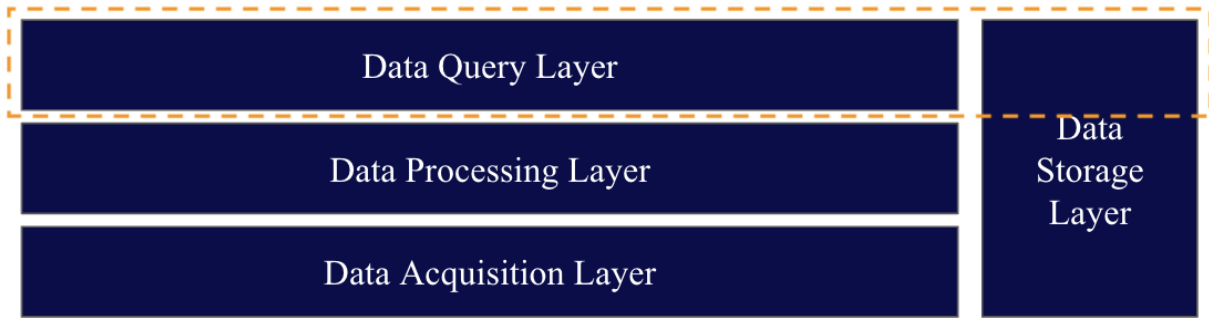 Data Query Layer
Data Processing Layer
Data Acquisition Layer
Data
Storage
Layer